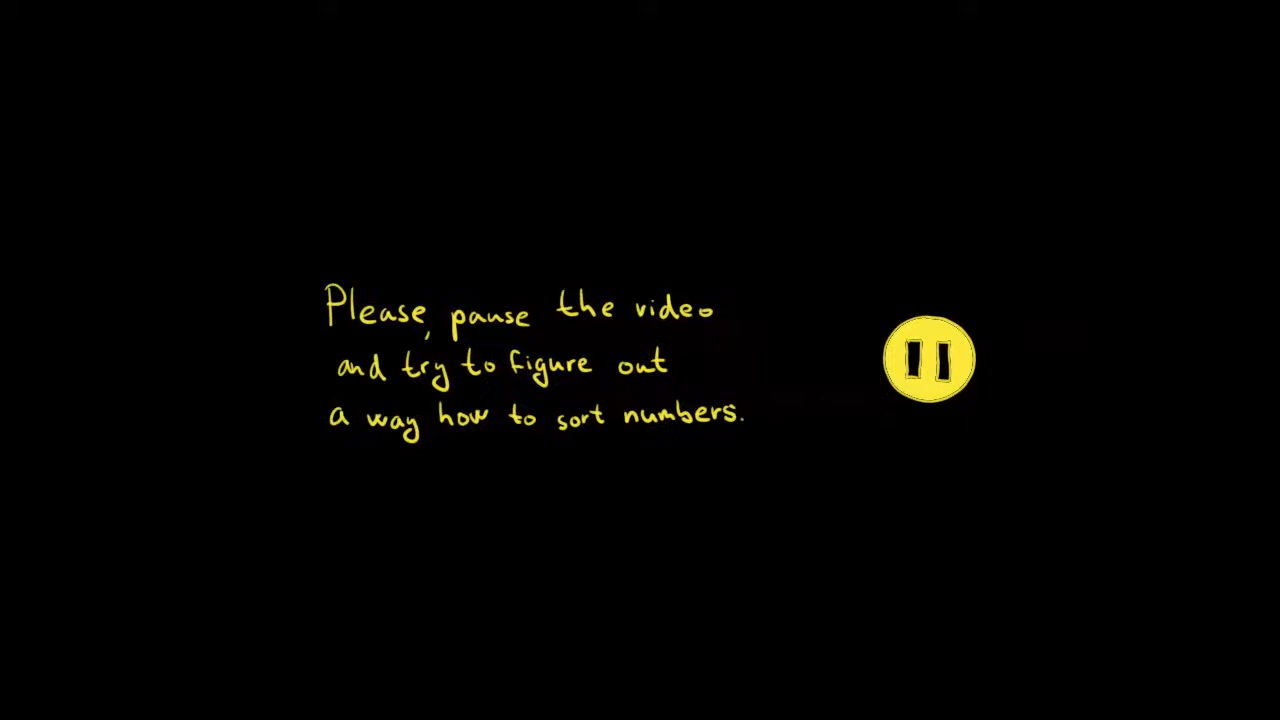 Please, pause the video
and try to figure out
a way how to sort numbers.